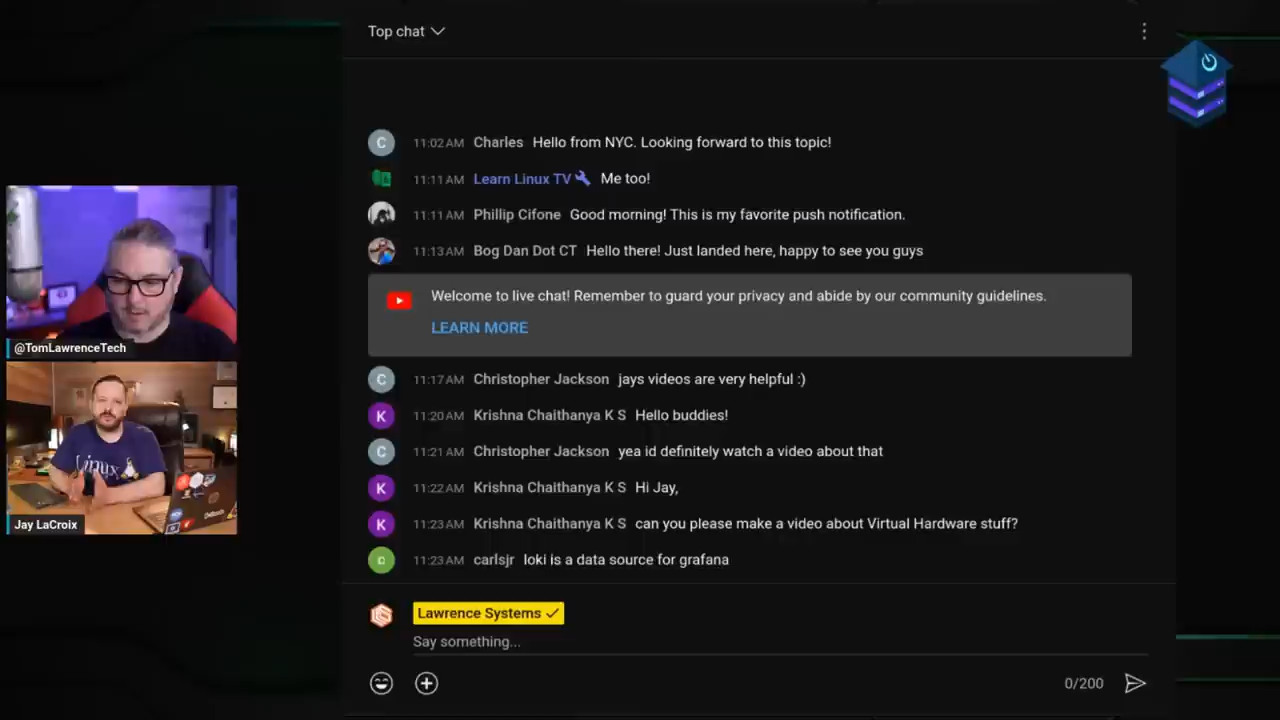 Top chat
11:02 AM Charles Hello from NYC. Looking forward to this topic!
11:11 AM Learn Linux TV Me too!
11:11 AM Phillip Cifone Good morning! This is my favorite push notification.
11:13 AM Bog Dan Dot CT Hello there! Just landed here, happy to see you guys
Welcome to live chat! Remember to guard your privacy and abide by our community guidelines.
LEARN MORE
11:17 AM Christopher Jackson jays videos are very helpful :)
11:20 AM Krishna Chaithanya K S Hello buddies!
11:21 AM Christopher Jackson yea id definitely watch a video about that
11:22 AM Krishna Chaithanya K S Hi Jay,
11:23 AM Krishna Chaithanya K S can you please make a video about Virtual Hardware stuff?
11:23 AM carlsjr loki is a data source for grafana
Lawrence Systems
Say something...
0/200
@TomLawrenceTech
Linux
Jay LaCroix
C
C
K
C
K
K